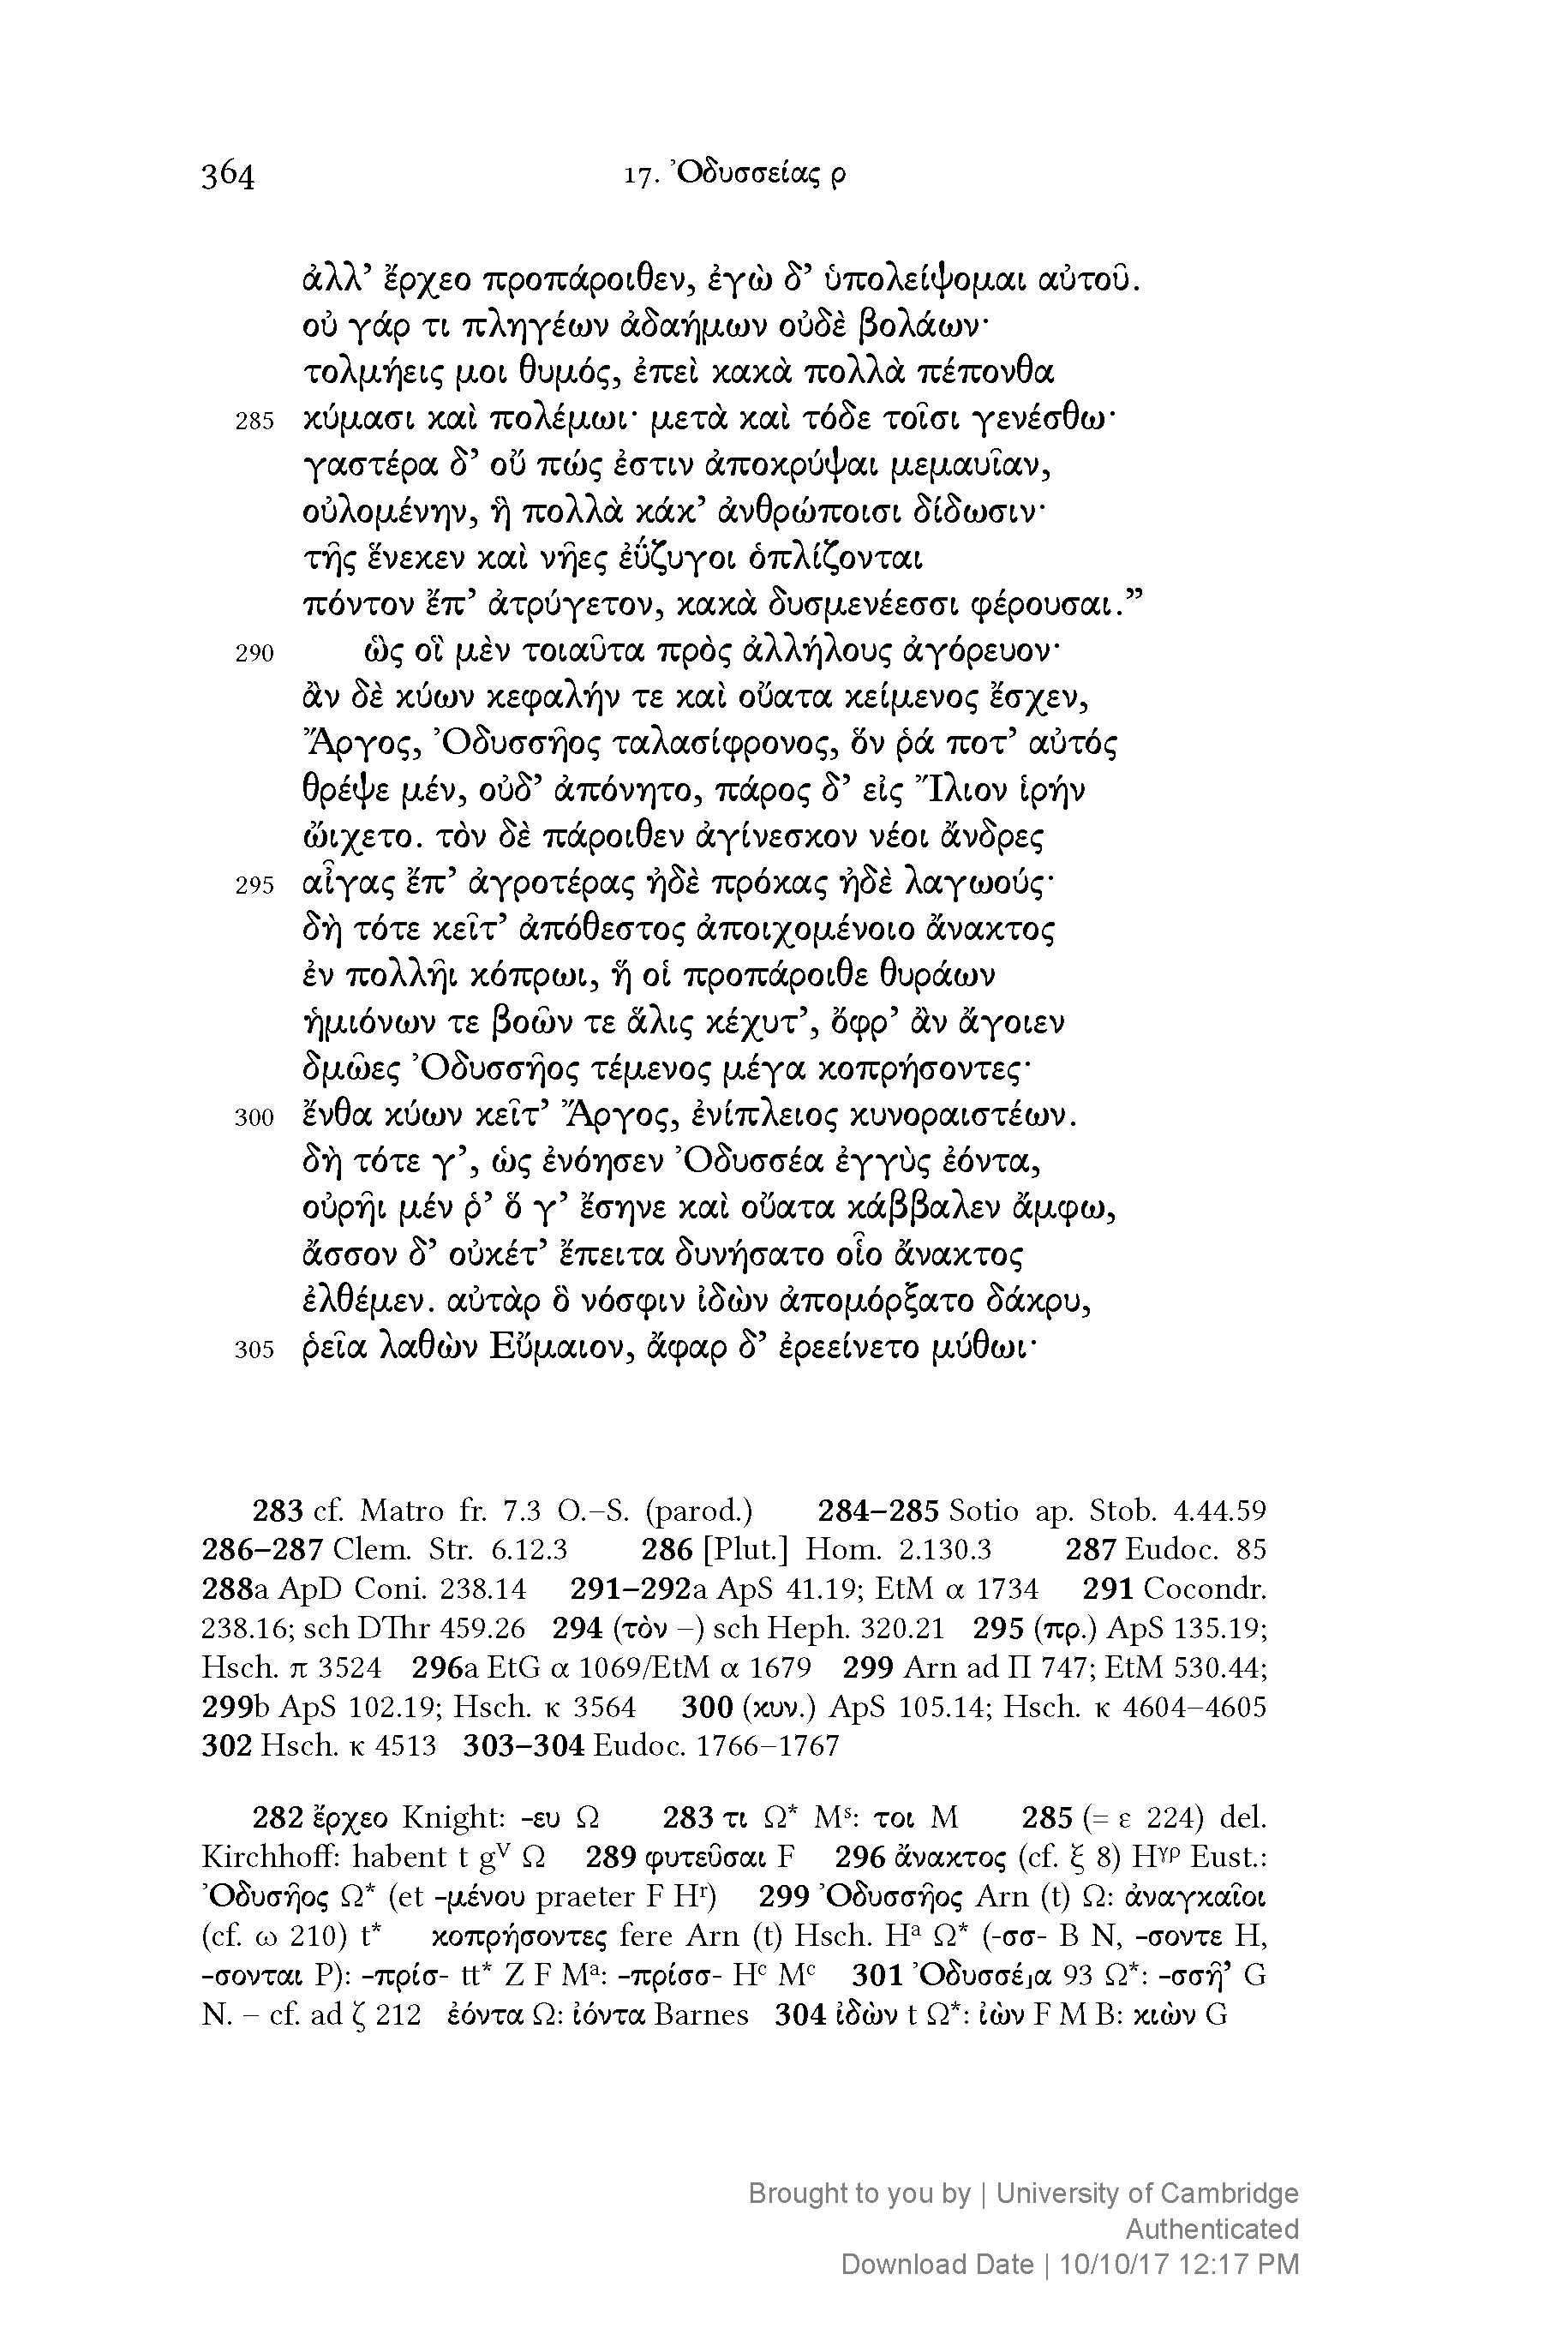 364 17. Ὀδυσσείας ρ
ἀλλ’ ἔρχεο προπάροιθεν, ἐγὼ δ’ ὑπολείψομαι αὐτοῦ.
οὐ γάρ τι πληγέων ἀδαήμων οὐδὲ βολάων·
τολμήεις μοι θυμός, ἐπεὶ κακὰ πολλὰ πέπονθα
285 κύμασι καὶ πολέμωι· μετὰ καὶ τόδε τοῖσι γενέσθω·
γαστέρα δ’ οὔ πώς ἐστιν ἀποκρύψαι μεμαυῖαν,
οὐλομένην, ἣ πολλὰ κάκ’ ἀνθρώποισι δίδωσιν·
τῆς ἕνεκεν καὶ νῆες ἐΰζυγοι ὁπλίζονται
πόντον ἔπ’ ἀτρύγετον, κακὰ δυσμενέεσσι φέρουσαι.”
290 ὣς οἳ μὲν τοιαῦτα πρὸς ἀλλήλους ἀγόρευον·
ἂν δὲ κύων κεφαλήν τε καὶ οὔατα κείμενος ἔσχεν,
Ἄργος, Ὀδυσσῆος ταλασίφρονος, ὅν ῥά ποτ’ αὐτός
θρέψε μέν, οὐδ’ ἀπόνητο, πάρος δ’ εἰς Ἴλιον ἱρήν
ὤιχετο. τὸν δὲ πάροιθεν ἀγίνεσκον νέοι ἄνδρες
295 αἶγας ἔπ’ ἀγροτέρας ἠδὲ πρόκας ἠδὲ λαγωούς·
δὴ τότε κεῖτ’ ἀπόθεστος ἀποιχομένοιο ἄνακτος
ἐν πολλῆι κόπρωι, ἥ οἱ προπάροιθε θυράων
ἡμιόνων τε βοῶν τε ἅλις κέχυτ’, ὄφρ’ ἂν ἄγοιεν
δμῶες Ὀδυσσῆος τέμενος μέγα κοπρήσοντες·
300 ἔνθα κύων κεῖτ’ Ἄργος, ἐνίπλειος κυνοραιστέων.
δὴ τότε γ’, ὡς ἐνόησεν Ὀδυσσέα ἐγγὺς ἐόντα,
οὐρῆι μέν ῥ’ ὅ γ’ ἔσηνε καὶ οὔατα κάββαλεν ἄμφω,
ἄσσον δ’ οὐκέτ’ ἔπειτα δυνήσατο οἷο ἄνακτος
ἐλθέμεν. αὐτὰρ ὃ νόσφιν ἰδὼν ἀπομόρξατο δάκρυ,
305 ῥεῖα λαθὼν Εὔμαιον, ἄφαρ δ’ ἐρεείνετο μύθωι·
283 cf. Matro fr. 7.3 O.–S. (parod.) 284–285 Sotio ap. Stob. 4.44.59
286–287 Clem. Str. 6.12.3 286 [Plut.] Hom. 2.130.3 287 Eudoc. 85
288a ApD Coni. 238.14 291–292a ApS 41.19; EtM α 1734 291 Cocondr.
238.16; sch DThr 459.26 294 (τὸν –) sch Heph. 320.21 295 (πρ.) ApS 135.19;
Hsch. π 3524 296a EtG α 1069/EtM α 1679 299 Arn ad Π 747; EtM 530.44;
299b ApS 102.19; Hsch. κ 3564 300 (κυν.) ApS 105.14; Hsch. κ 4604–4605
302 Hsch. κ 4513 303–304 Eudoc. 1766–1767
282 ἔρχεο Knight: -ευ Ω 283 τι Ω* Mˢ: τοι M 285 (= ε 224) del.
Kirchhoff: habent t gⱽ Ω 289 φυτεῦσαι F 296 ἄνακτος (cf. ξ 8) Hᵞᵖ Eust.:
Ὀδυσῆος Ω* (et -μένου praeter F Hʳ) 299 Ὀδυσσῆος Arn (t) Ω: ἀναγκαῖοι
(cf. ω 210) t* κοπρήσοντες fere Arn (t) Hsch. Hᵃ Ω* (-σσ- B N, -σοντε H,
-σονται P): -πρίσ- tt* Z F Mᵃ: -πρίσσ- Hᶜ Mᶜ 301 Ὀδυσσέ̩α 93 Ω*: -σσῆ’ G
N. – cf. ad ζ 212 ἐόντα Ω: ἰόντα Barnes 304 ἰδὼν t Ω*: ἰὼν F M B: κιὼν G
Brought to you by | University of Cambridge
Authenticated
Download Date | 10/10/17 12:17 PM